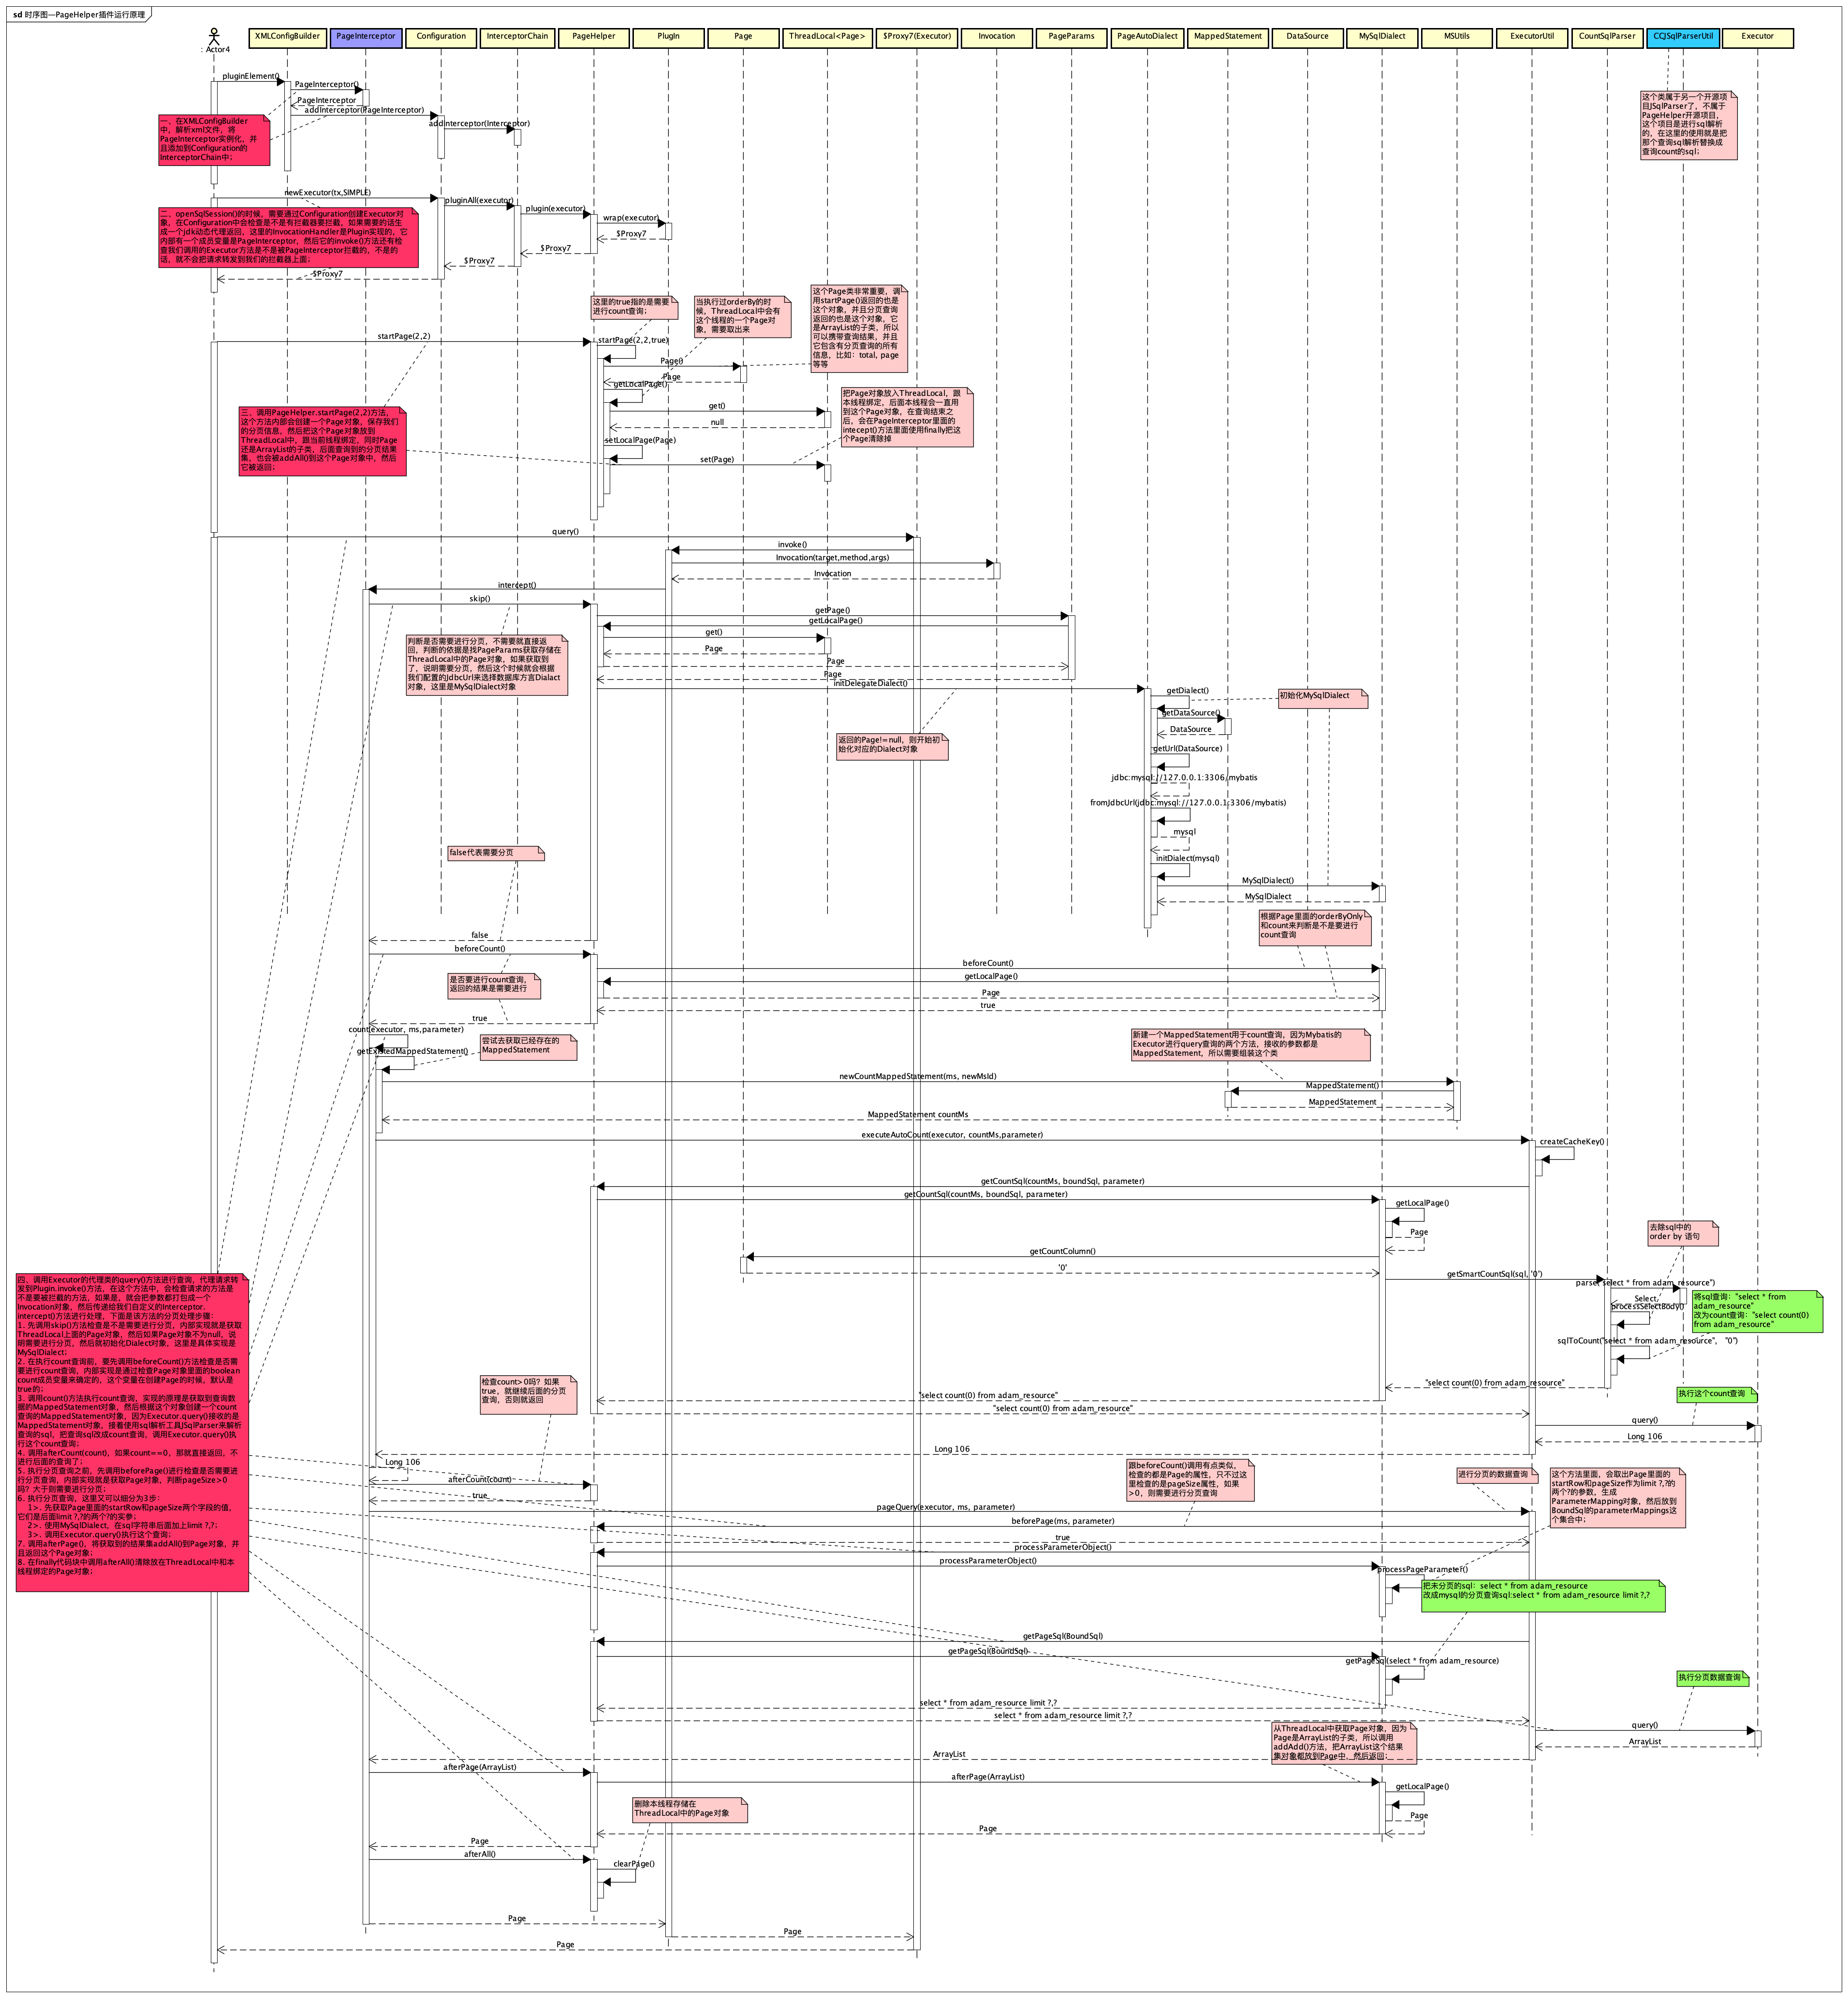 sd 时序图—PageHelper插件运行原理
: Actor4
XMLConfigBuilder
PageInterceptor
Configuration
InterceptorChain
PageHelper
PlugIn
Page
ThreadLocal<Page>
$Proxy7(Executor)
Invocation
PageParams
PageAutoDialect
MappedStatement
DataSource
MySqlDialect
MSUtils
ExecutorUtil
CountSqlParser
CCJSqlParserUtil
Executor
pluginElement()
PageInterceptor()
PageInterceptor
addInterceptor(PageInterceptor)
addInterceptor(Interceptor)
一、在XMLConfigBuilder
中，解析xml文件，将
PageInterceptor实例化，并
且添加到Configuration的
InterceptorChain中；
这个类属于另一个开源项
目JSqlParser了，不属于
PageHelper开源项目，
这个项目是进行sql解析
的，在这里的使用就是把
那个查询sql解析替换成
查询count的sql；
newExecutor(tx,SIMPLE)
pluginAll(executor)
plugin(executor)
wrap(executor)
$Proxy7
$Proxy7
$Proxy7
$Proxy7
二、openSqlSession()的时候，需要通过Configuration创建Executor对
象，在Configuration中会检查是不是有拦截器要拦截，如果需要的话生
成一个jdk动态代理返回，这里的InvocationHandler是Plugin实现的，它
内部有一个成员变量是PageInterceptor，然后它的invoke()方法还有检
查我们调用的Executor方法是不是被PageInterceptor拦截的，不是的
话，就不会把请求转发到我们的拦截器上面；
这里的true指的是需要
进行count查询；
当执行过orderBy的时
候，ThreadLocal中会有
这个线程的一个Page对
象，需要取出来
这个Page类非常重要，调
用startPage()返回的也是
这个对象，并且分页查询
返回的也是这个对象，它
是ArrayList的子类，所以
可以携带查询结果，并且
它包含有分页查询的所有
信息，比如：total, page
等等
startPage(2,2)
startPage(2,2,true)
Page()
Page
getLocalPage()
get()
null
setLocalPage(Page)
set(Page)
把Page对象放入ThreadLocal，跟
本线程绑定，后面本线程会一直用
到这个Page对象，在查询结束之
后，会在PageInterceptor里面的
intecept()方法里面使用finally把这
个Page清除掉
三、调用PageHelper.startPage(2,2)方法，
这个方法内部会创建一个Page对象，保存我们
的分页信息，然后把这个Page对象放到
ThreadLocal中，跟当前线程绑定，同时Page
还是ArrayList的子类，后面查询到的分页结果
集，也会被addAll()到这个Page对象中，然后
它被返回；
query()
invoke()
Invocation(target,method,args)
Invocation
intercept()
skip()
getPage()
getLocalPage()
get()
Page
Page
Page
判断是否需要进行分页，不需要就直接返
回，判断的依据是找PageParams获取存储在
ThreadLocal中的Page对象，如果获取到
了，说明需要分页，然后这个时候就会根据
我们配置的JdbcUrl来选择数据库方言Dialact
对象，这里是MySqlDialect对象
initDelegateDialect()
getDialect()
初始化MySqlDialect
getDataSource()
DataSource
返回的Page!=null，则开始初
始化对应的Dialect对象
getUrl(DataSource)
jdbc:mysql://127.0.0.1:3306/mybatis
fromJdbcUrl(jdbc:mysql://127.0.0.1:3306/mybatis)
mysql
false代表需要分页
initDialect(mysql)
MySqlDialect()
MySqlDialect
根据Page里面的orderByOnly
和count来判断是不是要进行
count查询
false
beforeCount()
beforeCount()
是否要进行count查询，
返回的结果是需要进行
getLocalPage()
Page
true
true
count(executor, ms,parameter)
getExistedMappedStatement()
尝试去获取已经存在的
MappedStatement
新建一个MappedStatement用于count查询，因为Mybatis的
Executor进行query查询的两个方法，接收的参数都是
MappedStatement，所以需要组装这个类
newCountMappedStatement(ms, newMsId)
MappedStatement()
MappedStatement
MappedStatement countMs
executeAutoCount(executor, countMs,parameter)
createCacheKey()
getCountSql(countMs, boundSql, parameter)
getCountSql(countMs, boundSql, parameter)
getLocalPage()
Page
去除sql中的
order by 语句
getCountColumn()
'0'
getSmartCountSql(sql, '0')
parse("select * from adam_resource")
Select
processSelectBody()
将sql查询："select * from
adam_resource"
改为count查询："select count(0)
from adam_resource"
sqlToCount("select * from adam_resource", "0")
四、调用Executor的代理类的query()方法进行查询，代理请求转
发到Plugin.invoke()方法，在这个方法中，会检查请求的方法是
不是要被拦截的方法，如果是，就会把参数都打包成一个
Invocation对象，然后传递给我们自定义的Interceptor.
intercept()方法进行处理，下面是该方法的分页处理步骤：
1. 先调用skip()方法检查是不是需要进行分页，内部实现就是获取
ThreadLocal上面的Page对象，然后如果Page对象不为null，说
明需要进行分页，然后就初始化Dialect对象，这里是具体实现是
MySqlDialect；
2. 在执行count查询前，要先调用beforeCount()方法检查是否需
要进行count查询，内部实现是通过检查Page对象里面的boolean
count成员变量来确定的，这个变量在创建Page的时候，默认是
true的；
3. 调用count()方法执行count查询，实现的原理是获取到查询数
据的MappedStatement对象，然后根据这个对象创建一个count
查询的MappedStatement对象，因为Executor.query()接收的是
MappedStatement对象，接着使用sql解析工具JSqlParser来解析
查询的sql，把查询sql改成count查询，调用Executor.query()执
行这个count查询；
4. 调用afterCount(count)，如果count==0，那就直接返回，不
进行后面的查询了；
5. 执行分页查询之前，先调用beforePage()进行检查是否需要进
行分页查询，内部实现就是获取Page对象，判断pageSize>0
吗？大于则需要进行分页；
6. 执行分页查询，这里又可以细分为3步：
1>. 先获取Page里面的startRow和pageSize两个字段的值，
它们是后面limit ?,?的两个?的实参；
2>. 使用MySqlDialect，在sql字符串后面加上limit ?,?；
3>. 调用Executor.query()执行这个查询；
7. 调用afterPage()，将获取到的结果集addAll()到Page对象，并
且返回这个Page对象；
8. 在finally代码块中调用afterAll()清除放在ThreadLocal中和本
线程绑定的Page对象；
检查count>0吗？如果
true，就继续后面的分页
查询，否则就返回
"select count(0) from adam_resource"
"select count(0) from adam_resource"
"select count(0) from adam_resource"
执行这个count查询
query()
Long 106
Long 106
Long 106
afterCount(count)
true
跟beforeCount()调用有点类似，
检查的都是Page的属性，只不过这
里检查的是pageSize属性，如果
>0，则需要进行分页查询
进行分页的数据查询
这个方法里面，会取出Page里面的
startRow和pageSize作为limit ?,?的
两个?的参数，生成
ParameterMapping对象，然后放到
BoundSql的parameterMappings这
个集合中；
pageQuery(executor, ms, parameter)
beforePage(ms, parameter)
true
processParameterObject()
processParameterObject()
processPageParameter()
把未分页的sql：select * from adam_resource
改成mysql的分页查询sql:select * from adam_resource limit ?,?
getPageSql(BoundSql)
getPageSql(BoundSql)
getPageSql(select * from adam_resource)
执行分页数据查询
select * from adam_resource limit ?,?
select * from adam_resource limit ?,?
query()
ArrayList
从ThreadLocal中获取Page对象，因为
Page是ArrayList的子类，所以调用
addAdd()方法，把ArrayList这个结果
集对象都放到Page中，然后返回；
ArrayList
afterPage(ArrayList)
afterPage(ArrayList)
getLocalPage()
Page
删除本线程存储在
ThreadLocal中的Page对象
Page
Page
afterAll()
clearPage()
Page
Page
Page